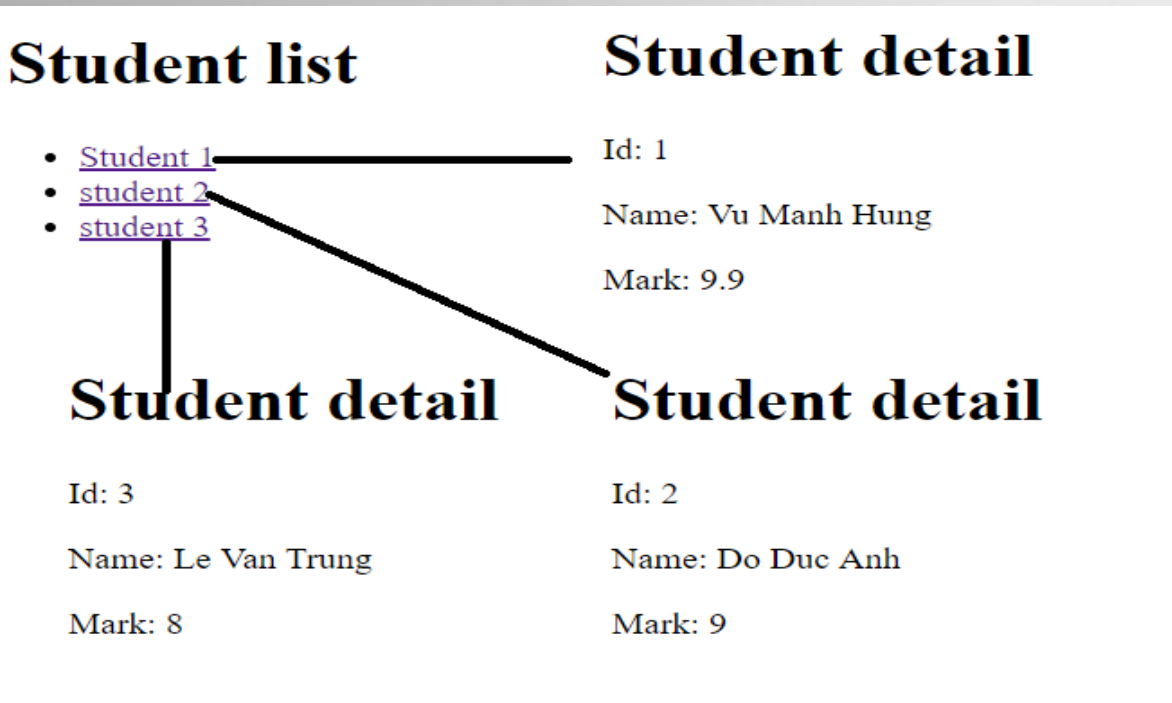 Student list
Student 1
student 2
student 3
Student detail
Id: 1
Name: Vu Manh Hung
Mark: 9.9
Student detail
Id: 3
Name: Le Van Trung
Mark: 8
Student detail
Id: 2
Name: Do Duc Anh
Mark: 9